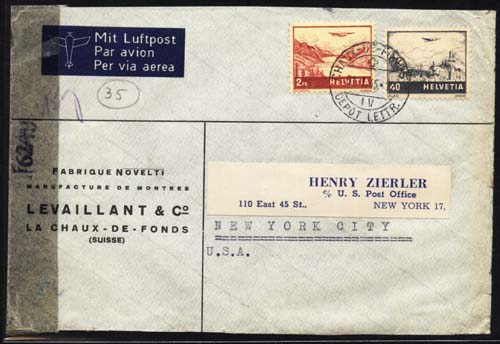 Mit Luftpost
Par avion
Per via aerea
35
2 FR
HELVETIA
40
HELVETIA
IV
DÉPÔT LETTR.
FABRIQUE NOVELTI
MANUFACTURE DE MONTRES
LEVAILLANT & Cº
LA CHAUX-DE-FONDS
(SUISSE)
HENRY ZIERLER
% U. S. Post Office
110 East 45 St.,
NEW YORK 17,
NEW YORK CITY
U.S.A.